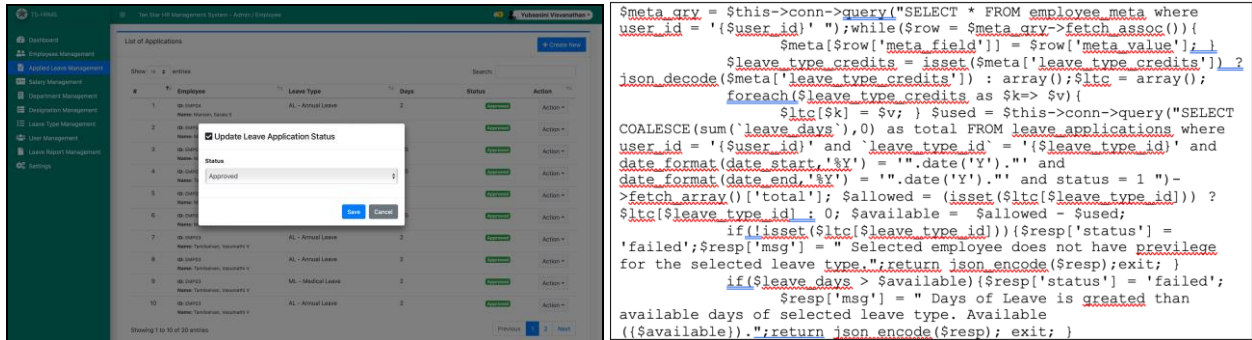 TS-HRMS
Tai Star HR Management System - Admin / Employee
Yubaasini Visvanathan
Dashboard
Employees Management
Applied Leave Management
Salary Management
Department Management
Designation Management
Leave Type Management
User Management
Leave Report Management
Settings
List of Applications
+ Create New
Show 10 entries
Search:
# Employee Leave Type Days Status Action
1 AL - Annual Leave 2 Approved Action
2 Approved Action
3 Approved Action
4 Approved Action
5 Approved Action
6 Approved Action
7 AL - Annual Leave 2 Approved Action
8 AL - Annual Leave 2 Approved Action
9 ML - Medical Leave 2 Approved Action
10 AL - Annual Leave 2 Approved Action
Update Leave Application Status
Status
Approved
Save Cancel
Showing 1 to 10 of 20 entries
Previous 1 2 Next
$meta_qry = $this->conn->query("SELECT * FROM employee_meta where
user_id = '{$user_id}' ");while($row = $meta_qry->fetch_assoc()){
$meta[$row['meta_field']] = $row['meta_value']; }
$leave_type_credits = isset($meta['leave_type_credits']) ?
json_decode($meta['leave_type_credits']) : array();$ltc = array();
foreach($leave_type_credits as $k=> $v){
$ltc[$k] = $v; } $used = $this->conn->query("SELECT
COALESCE(sum(`leave_days`),0) as total FROM leave_applications where
user_id = '{$user_id}' and `leave_type_id` = '{$leave_type_id}' and
date_format(date_start,'%Y') = '".date('Y')."' and
date_format(date_end,'%Y') = '".date('Y')."' and status = 1 ")-
>fetch_array()['total']; $allowed = (isset($ltc[$leave_type_id])) ?
$ltc[$leave_type_id] : 0; $available = $allowed - $used;
if(!isset($ltc[$leave_type_id])){$resp['status'] =
'failed';$resp['msg'] = " Selected employee does not have previlege
for the selected leave type.";return json_encode($resp);exit; }
if($leave_days > $available){$resp['status'] = 'failed';
$resp['msg'] = " Days of Leave is greated than
available days of selected leave type. Available
({$available}).";return json_encode($resp); exit; }